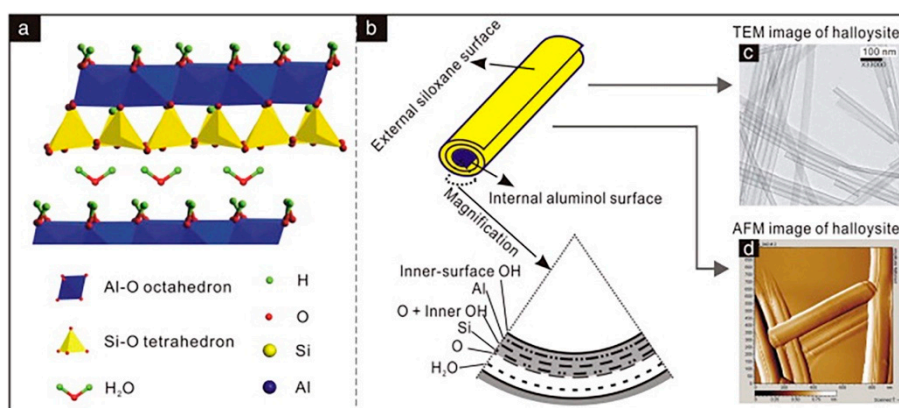 a
Al-O octahedron
Si-O tetrahedron
H₂O
H
O
Si
Al
b
External siloxane surface
Internal aluminol surface
Magnification
Inner-surface OH
Al
O + Inner OH
Si
O
H₂O
TEM image of halloysite
c
100 nm
AFM image of halloysite
d